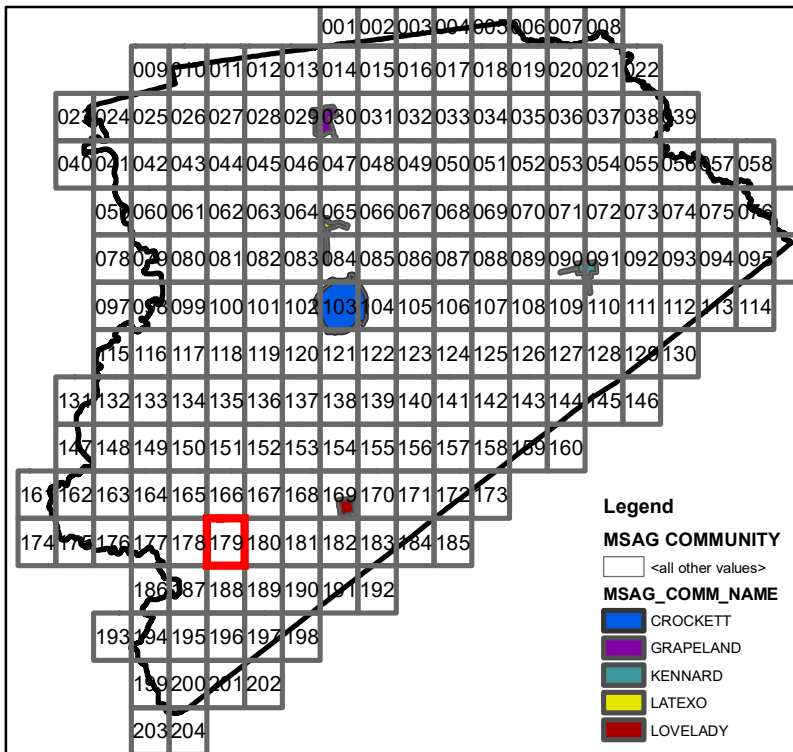 001 002 003 004 005 006 007 008
009 010 011 012 013 014 015 016 017 018 019 020 021 022
023 024 025 026 027 028 029 030 031 032 033 034 035 036 037 038 039
040 041 042 043 044 045 046 047 048 049 050 051 052 053 054 055 056 057 058
059 060 061 062 063 064 065 066 067 068 069 070 071 072 073 074 075 076
078 079 080 081 082 083 084 085 086 087 088 089 090 091 092 093 094 095
097 098 099 100 101 102 103 104 105 106 107 108 109 110 111 112 113 114
115 116 117 118 119 120 121 122 123 124 125 126 127 128 129 130
131 132 133 134 135 136 137 138 139 140 141 142 143 144 145 146
147 148 149 150 151 152 153 154 155 156 157 158 159 160
161 162 163 164 165 166 167 168 169 170 171 172 173
174 175 176 177 178 179 180 181 182 183 184 185
186 187 188 189 190 191 192
193 194 195 196 197 198
199 200 201 202
203 204
Legend
MSAG COMMUNITY
<all other values>
MSAG_COMM_NAME
CROCKETT
GRAPELAND
KENNARD
LATEXO
LOVELADY